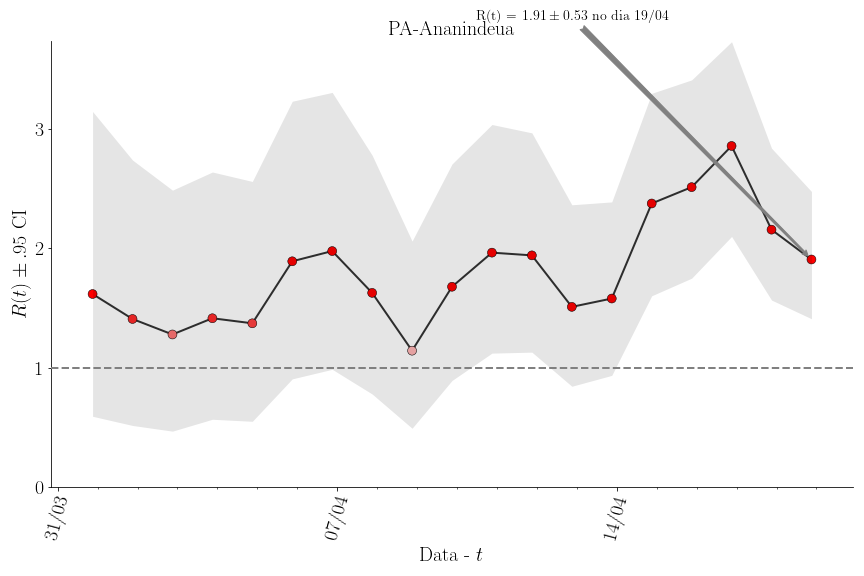 R(t) = 1.91 ± 0.53 no dia 19/04
PA-Ananindeua
R(t) ± .95 CI
3
2
1
0
31/03
07/04
14/04
Data - t